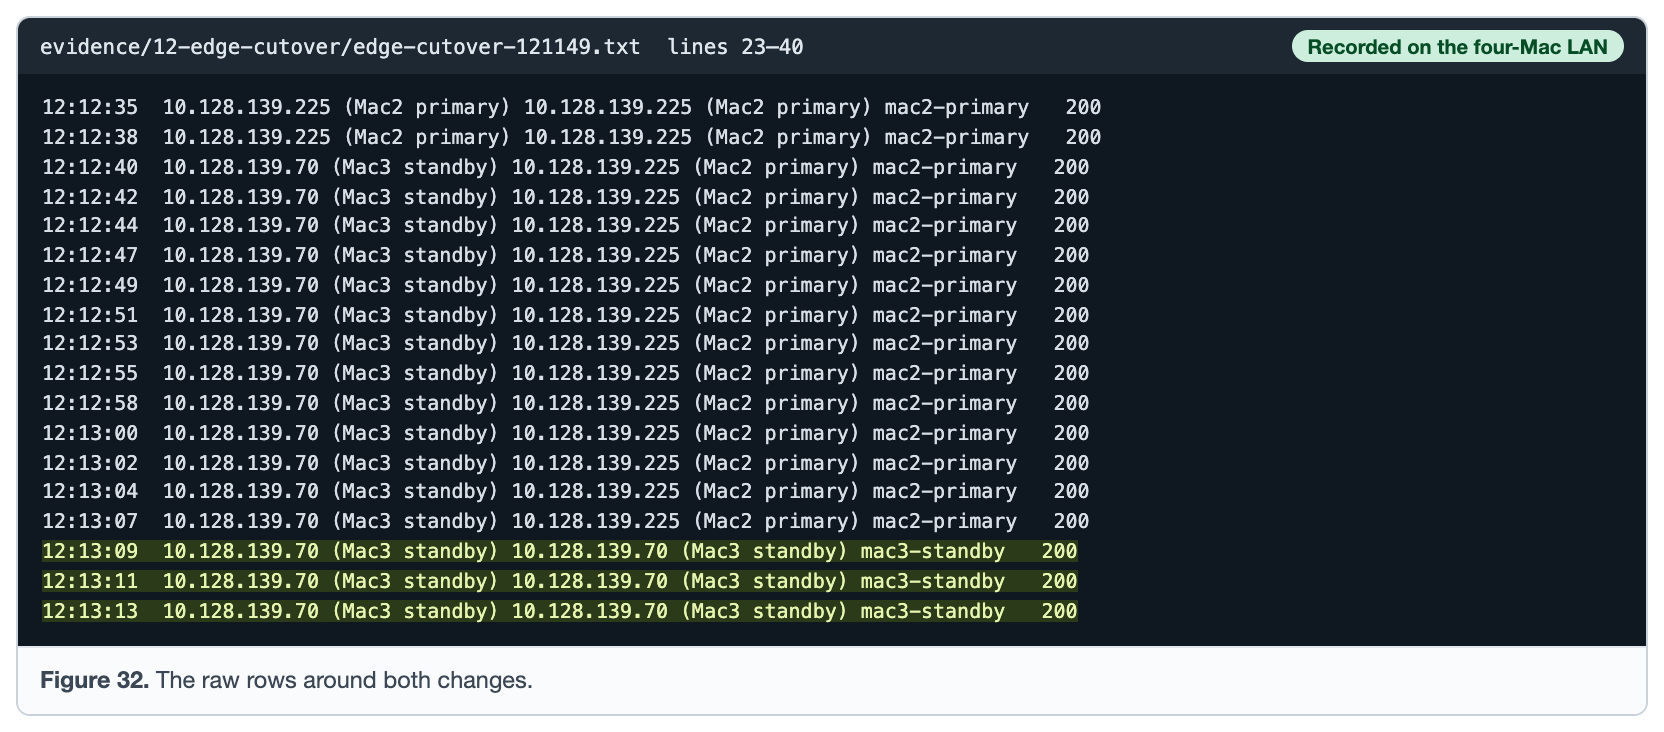 evidence/12-edge-cutover/edge-cutover-121149.txt  lines 23–40
Recorded on the four-Mac LAN
12:12:35  10.128.139.225 (Mac2 primary) 10.128.139.225 (Mac2 primary) mac2-primary   200
12:12:38  10.128.139.225 (Mac2 primary) 10.128.139.225 (Mac2 primary) mac2-primary   200
12:12:40  10.128.139.70 (Mac3 standby) 10.128.139.225 (Mac2 primary) mac2-primary   200
12:12:42  10.128.139.70 (Mac3 standby) 10.128.139.225 (Mac2 primary) mac2-primary   200
12:12:44  10.128.139.70 (Mac3 standby) 10.128.139.225 (Mac2 primary) mac2-primary   200
12:12:47  10.128.139.70 (Mac3 standby) 10.128.139.225 (Mac2 primary) mac2-primary   200
12:12:49  10.128.139.70 (Mac3 standby) 10.128.139.225 (Mac2 primary) mac2-primary   200
12:12:51  10.128.139.70 (Mac3 standby) 10.128.139.225 (Mac2 primary) mac2-primary   200
12:12:53  10.128.139.70 (Mac3 standby) 10.128.139.225 (Mac2 primary) mac2-primary   200
12:12:55  10.128.139.70 (Mac3 standby) 10.128.139.225 (Mac2 primary) mac2-primary   200
12:12:58  10.128.139.70 (Mac3 standby) 10.128.139.225 (Mac2 primary) mac2-primary   200
12:13:00  10.128.139.70 (Mac3 standby) 10.128.139.225 (Mac2 primary) mac2-primary   200
12:13:02  10.128.139.70 (Mac3 standby) 10.128.139.225 (Mac2 primary) mac2-primary   200
12:13:04  10.128.139.70 (Mac3 standby) 10.128.139.225 (Mac2 primary) mac2-primary   200
12:13:07  10.128.139.70 (Mac3 standby) 10.128.139.225 (Mac2 primary) mac2-primary   200
12:13:09  10.128.139.70 (Mac3 standby) 10.128.139.70 (Mac3 standby) mac3-standby   200
12:13:11  10.128.139.70 (Mac3 standby) 10.128.139.70 (Mac3 standby) mac3-standby   200
12:13:13  10.128.139.70 (Mac3 standby) 10.128.139.70 (Mac3 standby) mac3-standby   200
Figure 32. The raw rows around both changes.